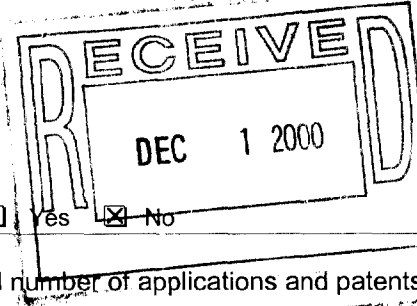 RECEIVED
DEC 1 2000
Yes ☒ No
number of applications and patents